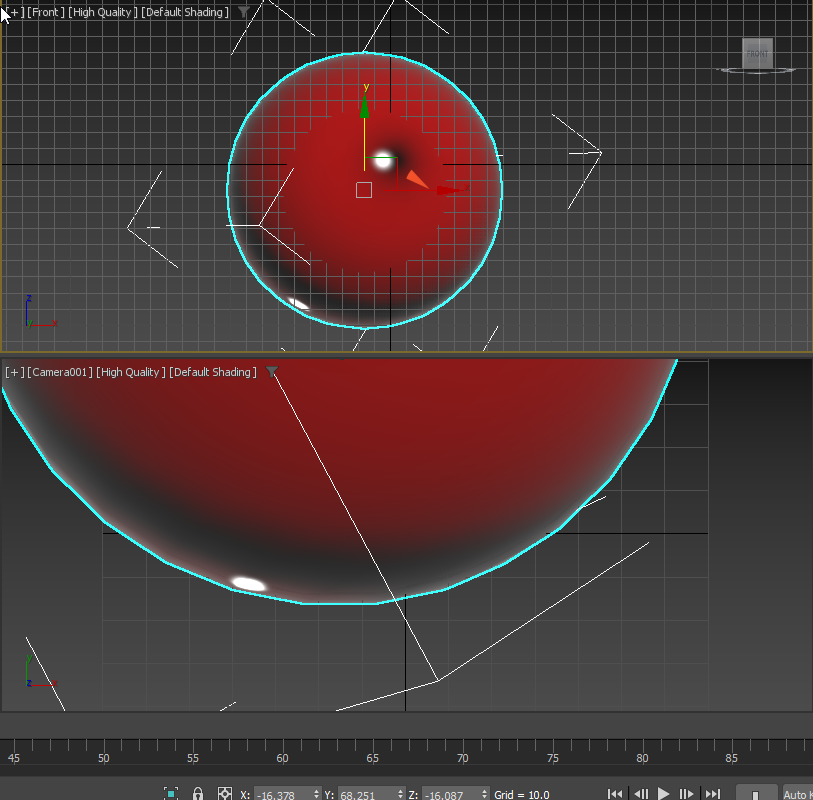 [+] [Front] [High Quality ] [Default Shading ]
FRONT
y
z
y x
[+] [Camera001] [High Quality ] [Default Shading ]
y
z x
45 50 55 60 65 70 75 80 85
X: -16.378 Y: 68.251 Z: -16.087 Grid = 10.0 Auto K